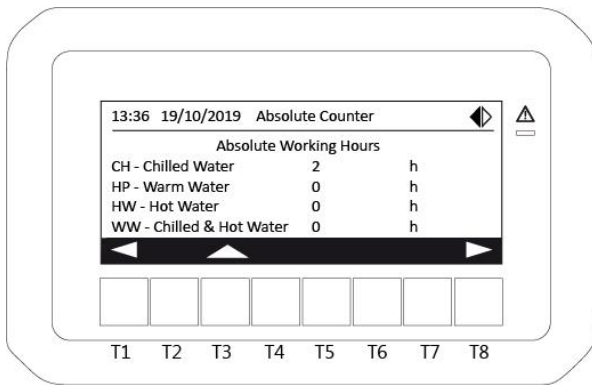 13:36 19/10/2019 Absolute Counter
Absolute Working Hours
CH - Chilled Water 2 h
HP - Warm Water 0 h
HW - Hot Water 0 h
WW - Chilled & Hot Water 0 h
T1 T2 T3 T4 T5 T6 T7 T8